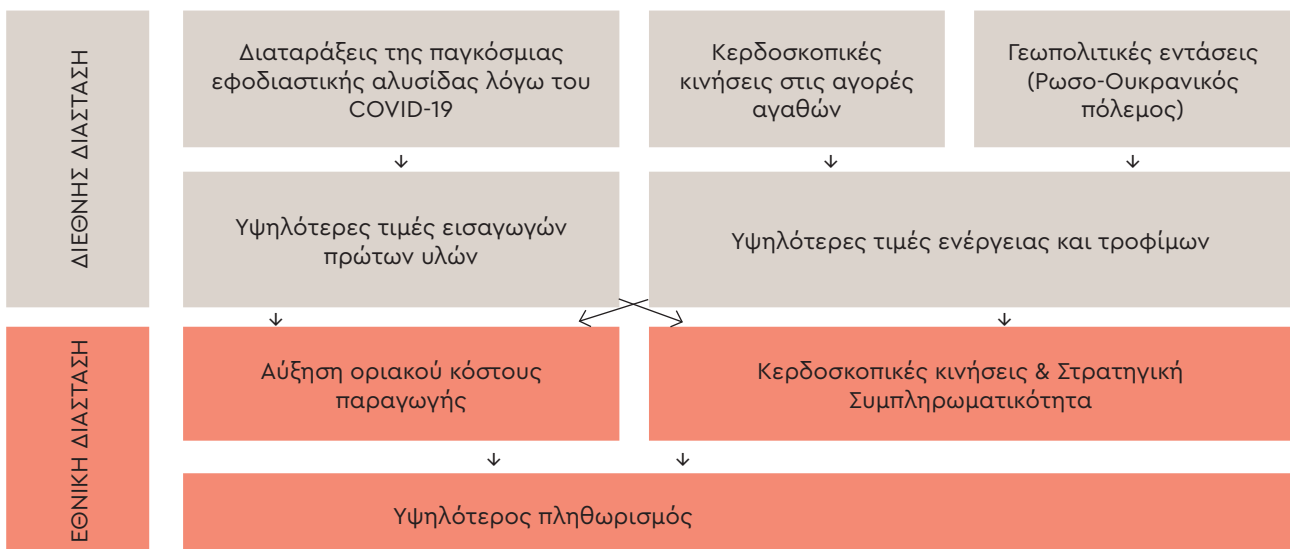 ΔΙΕΘΝΗΣ ΔΙΑΣΤΑΣΗ
Διαταράξεις της παγκόσμιας
εφοδιαστικής αλυσίδας λόγω του
COVID-19
Κερδοσκοπικές
κινήσεις στις αγορές
αγαθών
Γεωπολιτικές εντάσεις
(Ρωσο-Ουκρανικός
πόλεμος)
Υψηλότερες τιμές εισαγωγών
πρώτων υλών
Υψηλότερες τιμές ενέργειας και τροφίμων
ΕΘΝΙΚΗ ΔΙΑΣΤΑΣΗ
Αύξηση οριακού κόστους
παραγωγής
Κερδοσκοπικές κινήσεις & Στρατηγική
Συμπληρωματικότητα
Υψηλότερος πληθωρισμός